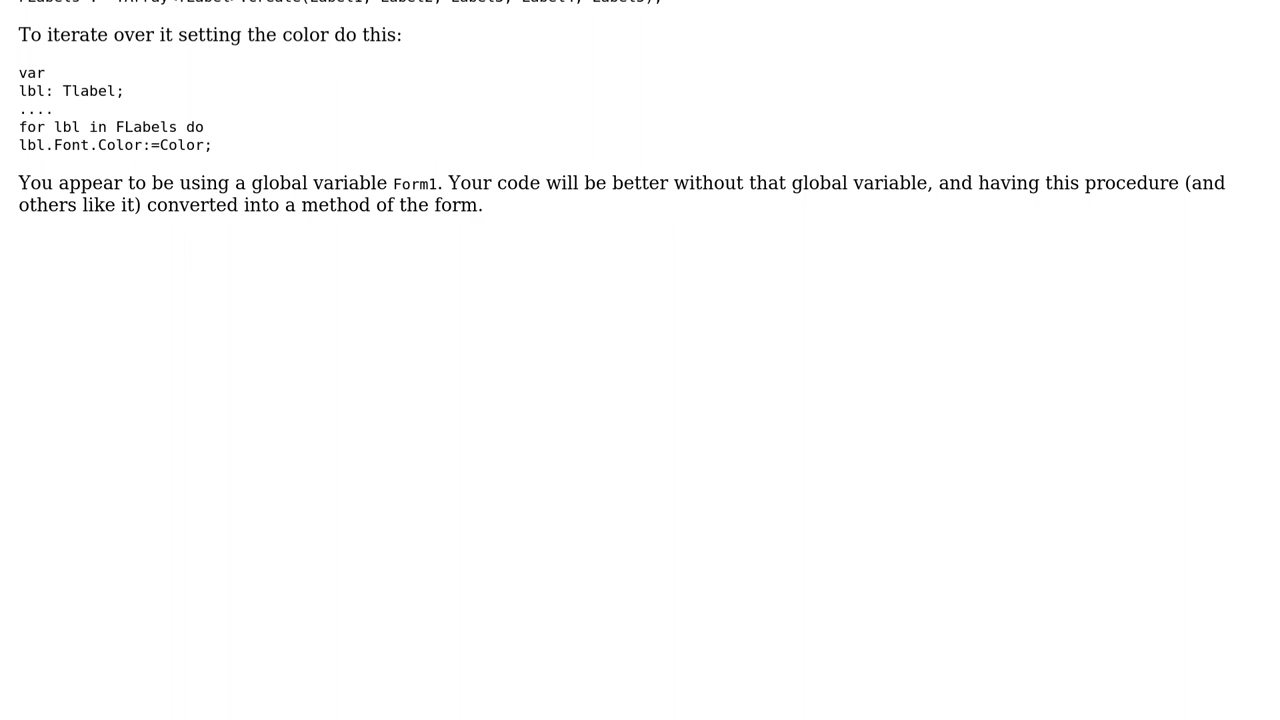 To iterate over it setting the color do this:
var
lbl: Tlabel;
....
for lbl in FLabels do
lbl.Font.Color:=Color;
You appear to be using a global variable Form1. Your code will be better without that global variable, and having this procedure (and
others like it) converted into a method of the form.